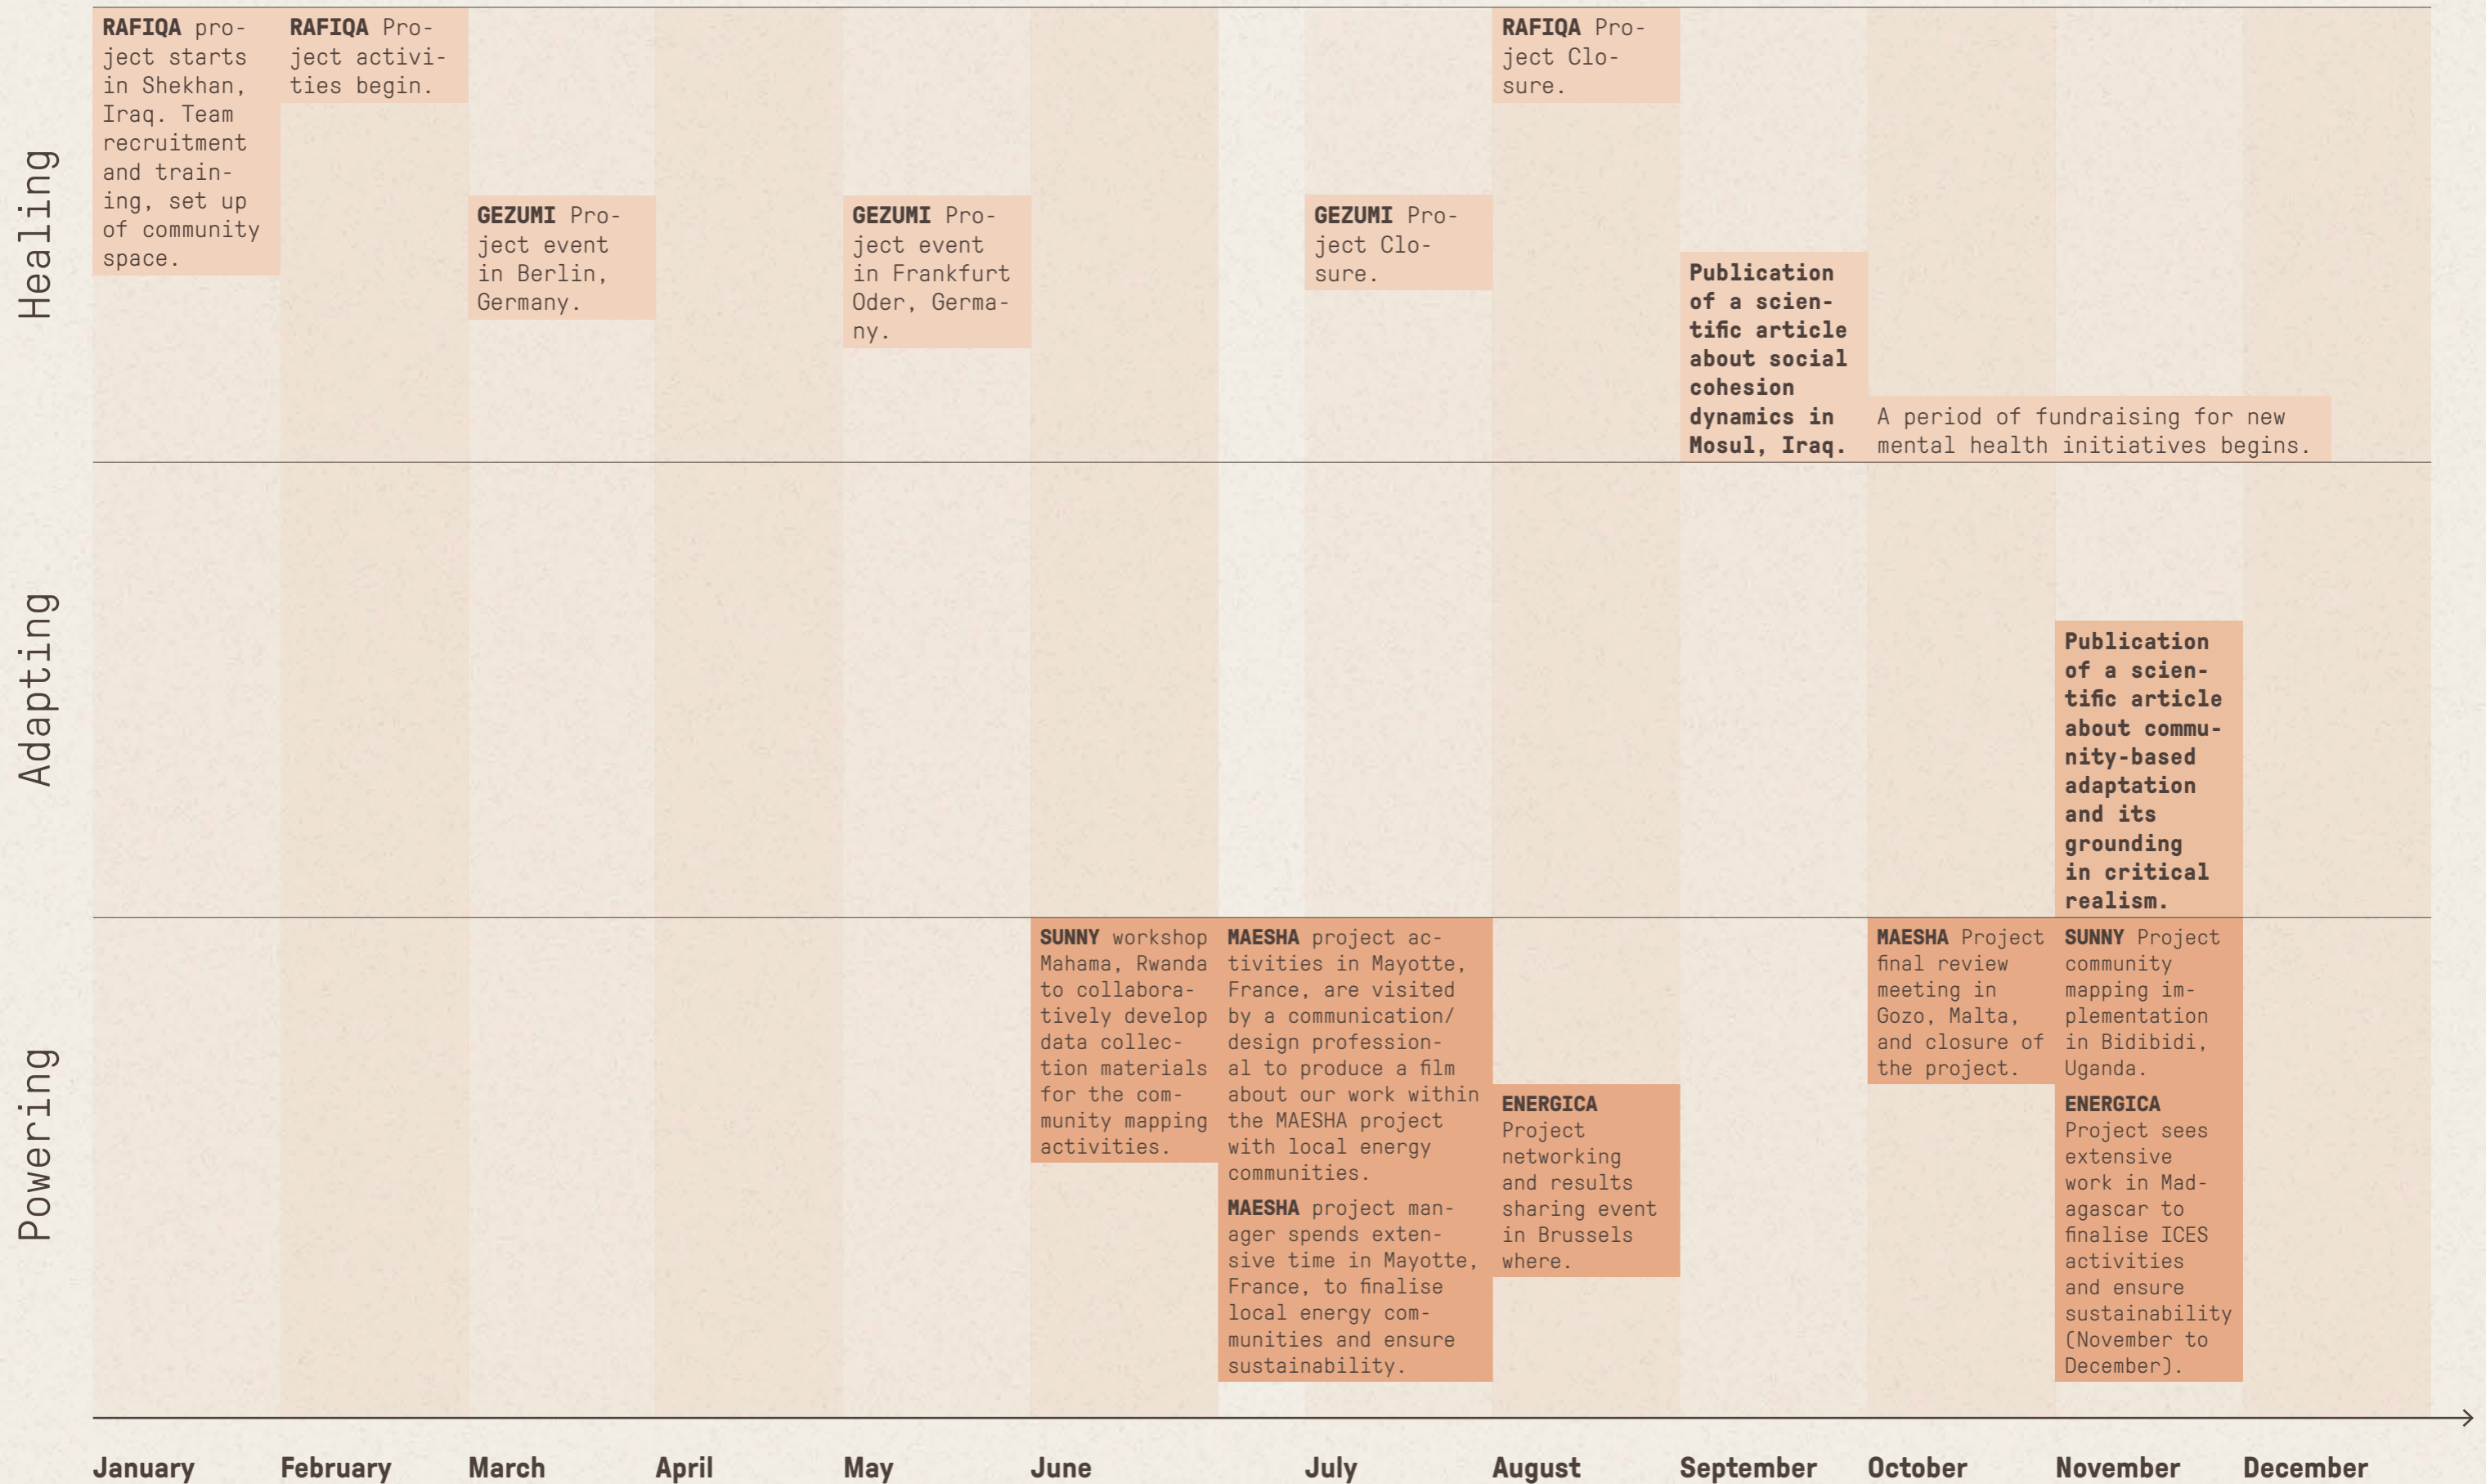 Healing
RAFIQA pro-
ject starts
in Shekhan,
Iraq. Team
recruitment
and train-
ing, set up
of community
space.
RAFIQA Pro-
ject activi-
ties begin.
GEZUMI Pro-
ject event
in Berlin,
Germany.
GEZUMI Pro-
ject event
in Frankfurt
Oder, Germa-
ny.
GEZUMI Pro-
ject Clo-
sure.
RAFIQA Pro-
ject Clo-
sure.
Publication
of a scien-
tific article
about social
cohesion
dynamics in
Mosul, Iraq.
A period of fundraising for new
mental health initiatives begins.
Adapting
Publication
of a scien-
tific article
about commu-
nity-based
adaptation
and its
grounding
in critical
realism.
Powering
SUNNY workshop
Mahama, Rwanda
to collabora-
tively develop
data collec-
tion materials
for the com-
munity mapping
activities.
MAESHA project ac-
tivities in Mayotte,
France, are visited
by a communication/
design profession-
al to produce a film
about our work within
the MAESHA project
with local energy
communities.
MAESHA project man-
ager spends exten-
sive time in Mayotte,
France, to finalise
local energy com-
munities and ensure
sustainability.
ENERGICA
Project
networking
and results
sharing event
in Brussels
where.
MAESHA Project
final review
meeting in
Gozo, Malta,
and closure of
the project.
SUNNY Project
community
mapping im-
plementation
in Bidibidi,
Uganda.
ENERGICA
Project sees
extensive
work in Mad-
agascar to
finalise ICES
activities
and ensure
sustainability
(November to
December).
January
February
March
April
May
June
July
August
September
October
November
December